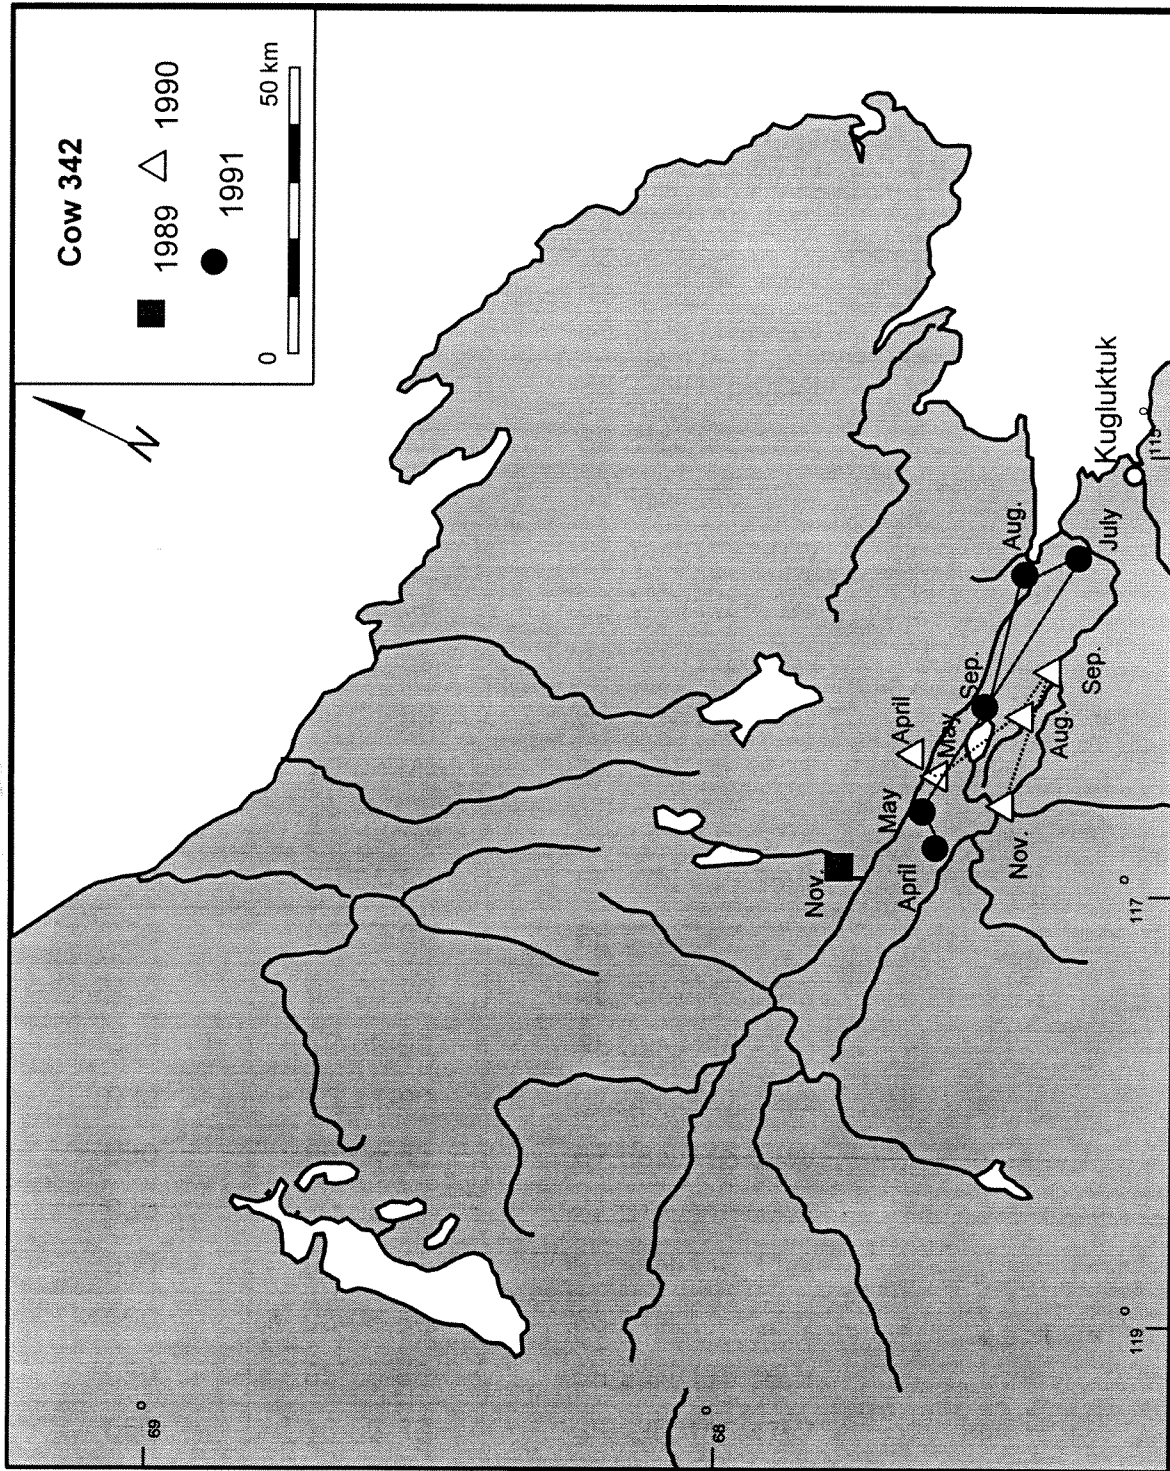 Cow 342
1989
1990
1991
0
50 km
N
Kugluktuk
Aug.
July
Sep.
Sep.
April
May
Aug.
May
Nov.
April
Nov.
69°
68°
119°
117°
115°